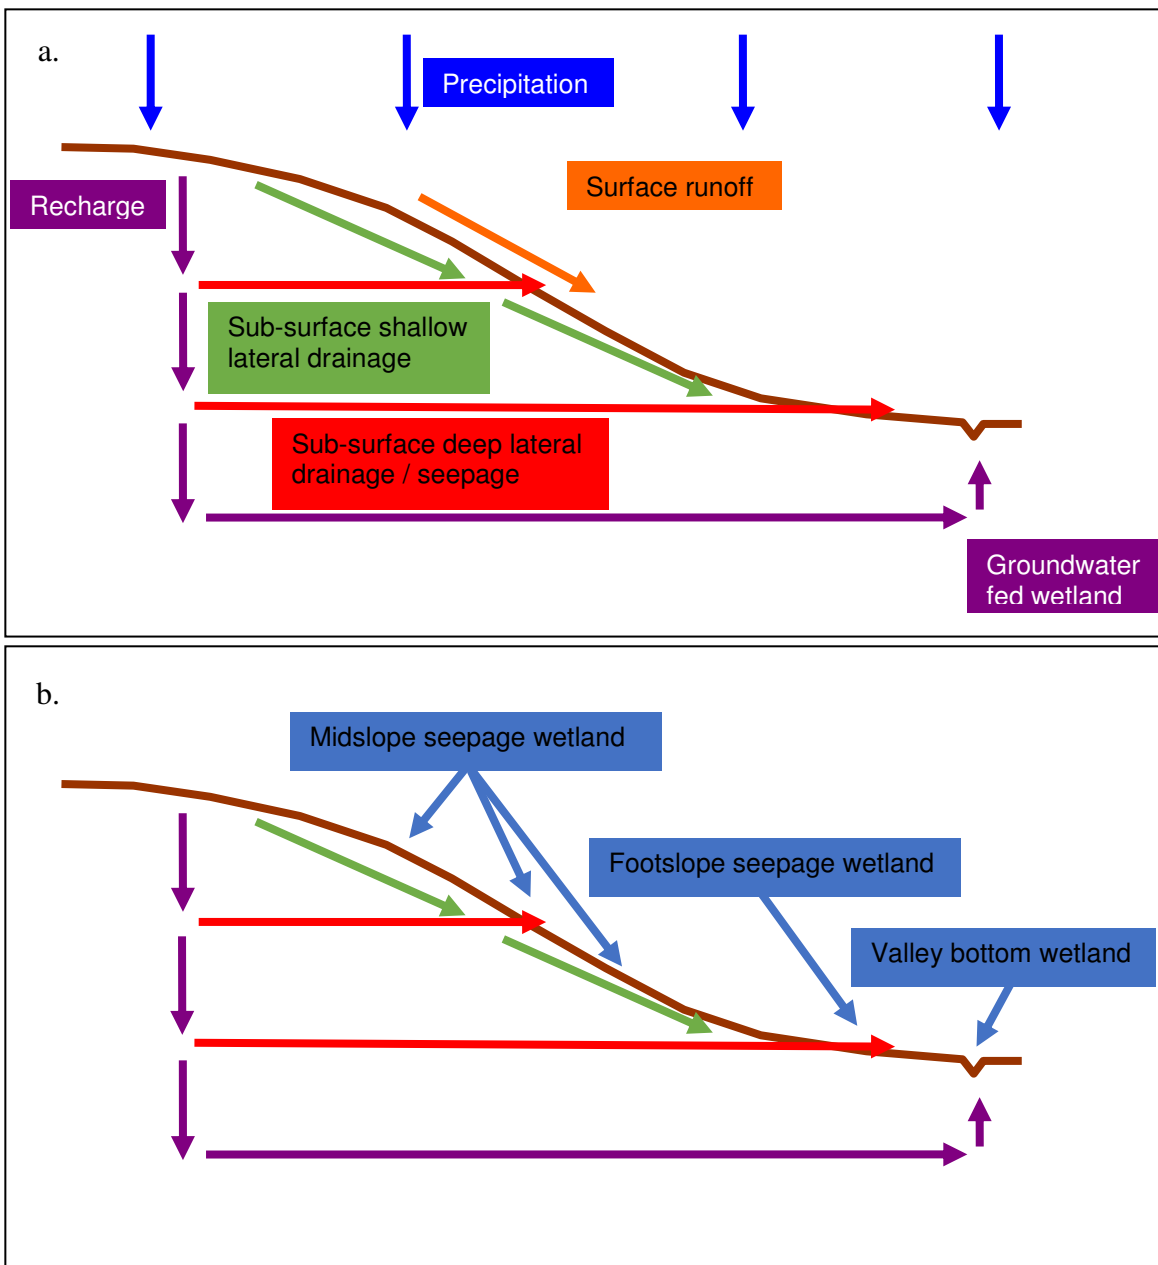 a.
Precipitation
Surface runoff
Recharge
Sub-surface shallow
lateral drainage
Sub-surface deep lateral
drainage / seepage
Groundwater
fed wetland
b.
Midslope seepage wetland
Footslope seepage wetland
Valley bottom wetland